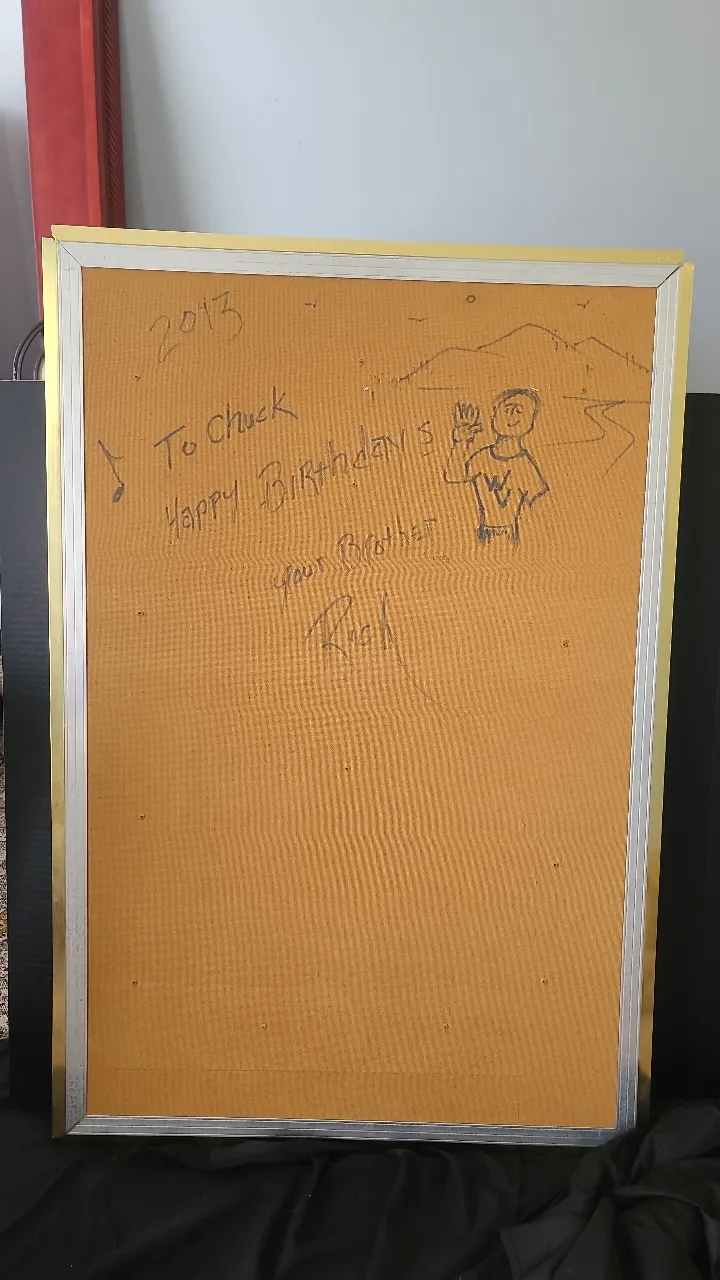 2013
To Chuck
Happy Birthday's
your Brother
W